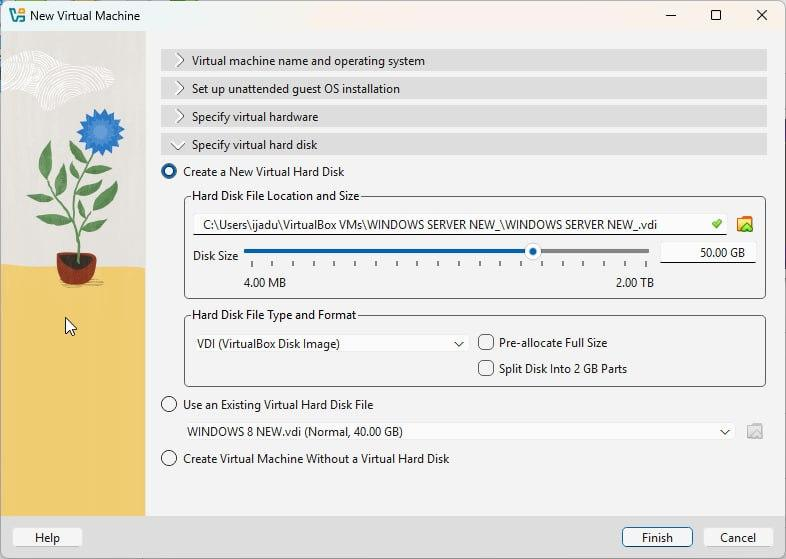 New Virtual Machine
Virtual machine name and operating system
Set up unattended guest OS installation
Specify virtual hardware
Specify virtual hard disk
Create a New Virtual Hard Disk
Hard Disk File Location and Size
C:\Users\ijadu\VirtualBox VMs\WINDOWS SERVER NEW_\WINDOWS SERVER NEW_.vdi
Disk Size
50.00 GB
4.00 MB
2.00 TB
Hard Disk File Type and Format
VDI (VirtualBox Disk Image)
Pre-allocate Full Size
Split Disk Into 2 GB Parts
Use an Existing Virtual Hard Disk File
WINDOWS 8 NEW.vdi (Normal, 40.00 GB)
Create Virtual Machine Without a Virtual Hard Disk
Help
Finish
Cancel